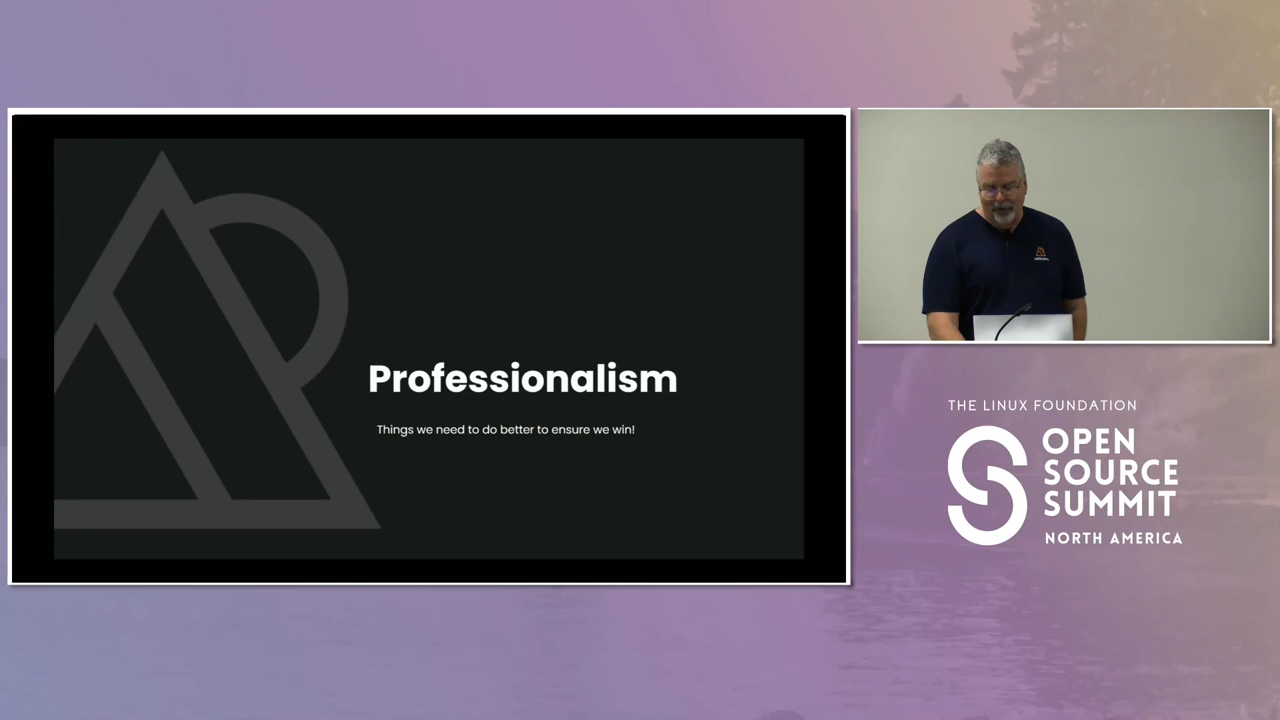 Professionalism
Things we need to do better to ensure we win!
THE LINUX FOUNDATION
OPEN
SOURCE
SUMMIT
NORTH AMERICA